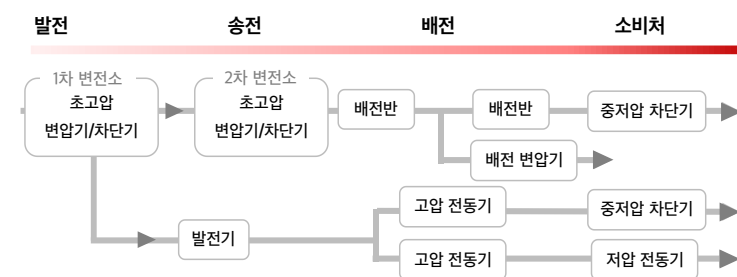 발전
송전
배전
소비처
1차 변전소
초고압
변압기/차단기
2차 변전소
초고압
변압기/차단기
배전반
배전반
중저압 차단기
배전 변압기
발전기
고압 전동기
중저압 차단기
고압 전동기
저압 전동기